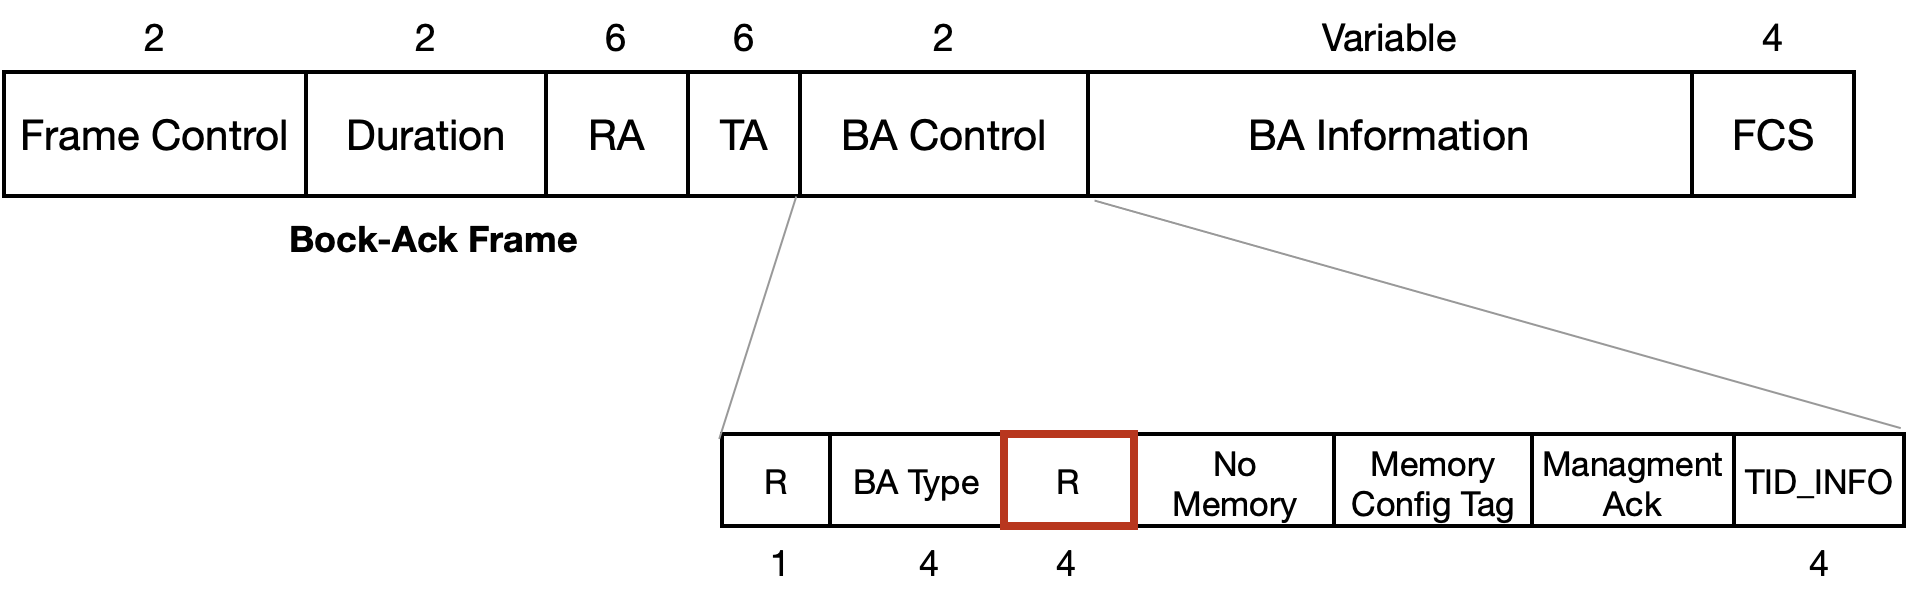 2 2 6 6 2 Variable 4
Frame Control Duration RA TA BA Control BA Information FCS
Bock-Ack Frame
R BA Type R No Memory Memory Config Tag Managment Ack TID_INFO
1 4 4 4